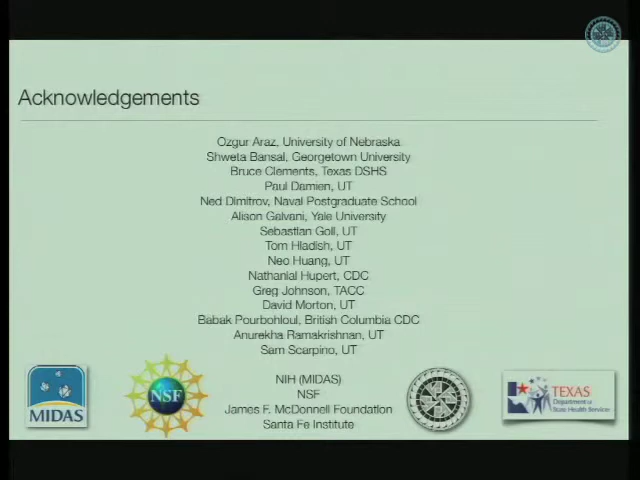 Acknowledgements
Ozgur Araz, University of Nebraska
Shweta Bansal, Georgetown University
Bruce Clements, Texas DSHS
Paul Damien, UT
Ned Dimitrov, Naval Postgraduate School
Alison Galvani, Yale University
Sebastian Goll, UT
Tom Hladish, UT
Neo Huang, UT
Nathanial Hupert, CDC
Greg Johnson, TACC
David Morton, UT
Babak Pourbohloul, British Columbia CDC
Anurekha Ramakrishnan, UT
Sam Scarpino, UT
NIH (MIDAS)
NSF
James F. McDonnell Foundation
Santa Fe Institute
MIDAS
NSF
TEXAS
Department of
State Health Services